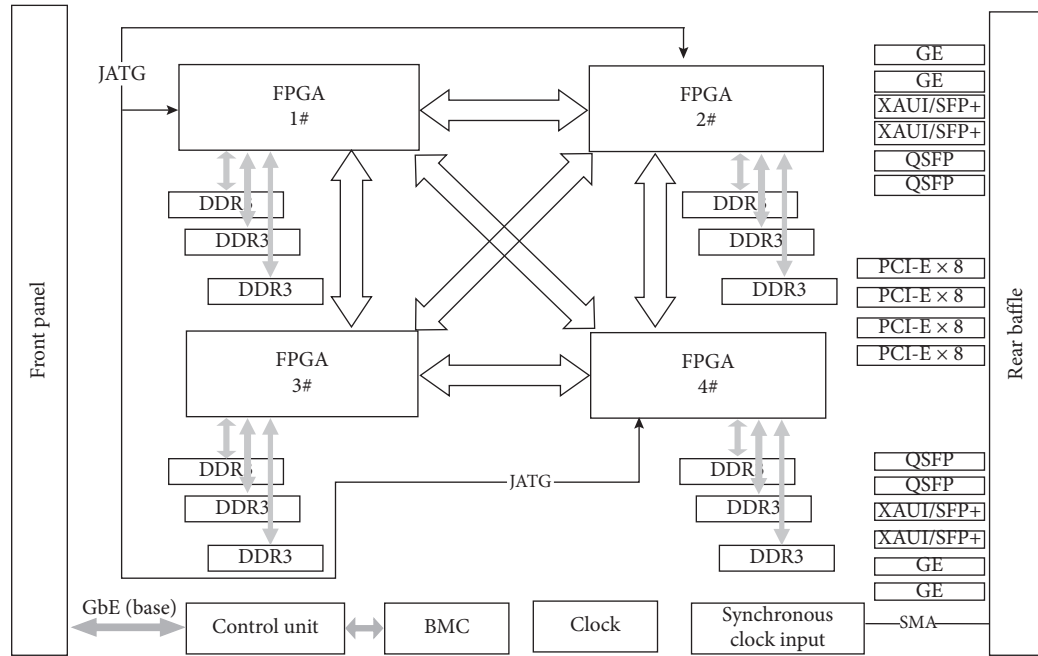 JATG
FPGA
1#
FPGA
2#
GE
GE
XAUI/SFP+
XAUI/SFP+
QSFP
QSFP
DDR3
DDR3
DDR3
DDR3
DDR3
DDR3
PCI-E × 8
PCI-E × 8
PCI-E × 8
PCI-E × 8
Front panel
Rear baffle
FPGA
3#
FPGA
4#
DDR3
DDR3
DDR3
DDR3
DDR3
DDR3
JATG
QSFP
QSFP
XAUI/SFP+
XAUI/SFP+
GE
GE
GbE (base)
Control unit
BMC
Clock
Synchronous
clock input
SMA